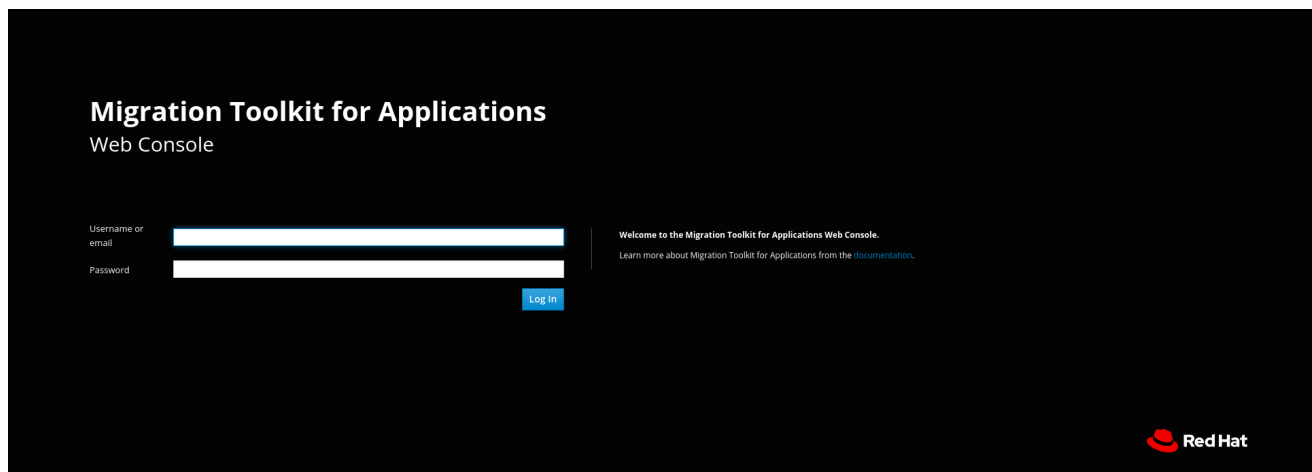 Migration Toolkit for Applications
Web Console
Username or
email
Password
Log In
Welcome to the Migration Toolkit for Applications Web Console.
Learn more about Migration Toolkit for Applications from the documentation.
Red Hat